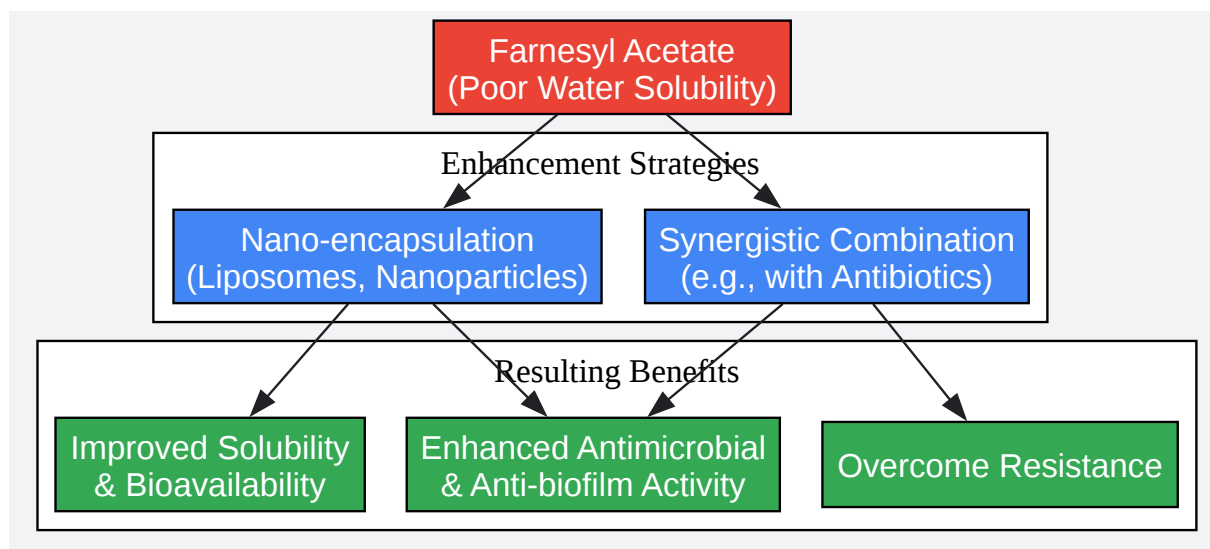 Farnesyl Acetate
(Poor Water Solubility)
Enhancement Strategies
Nano-encapsulation
(Liposomes, Nanoparticles)
Synergistic Combination
(e.g., with Antibiotics)
Resulting Benefits
Improved Solubility
& Bioavailability
Enhanced Antimicrobial
& Anti-biofilm Activity
Overcome Resistance